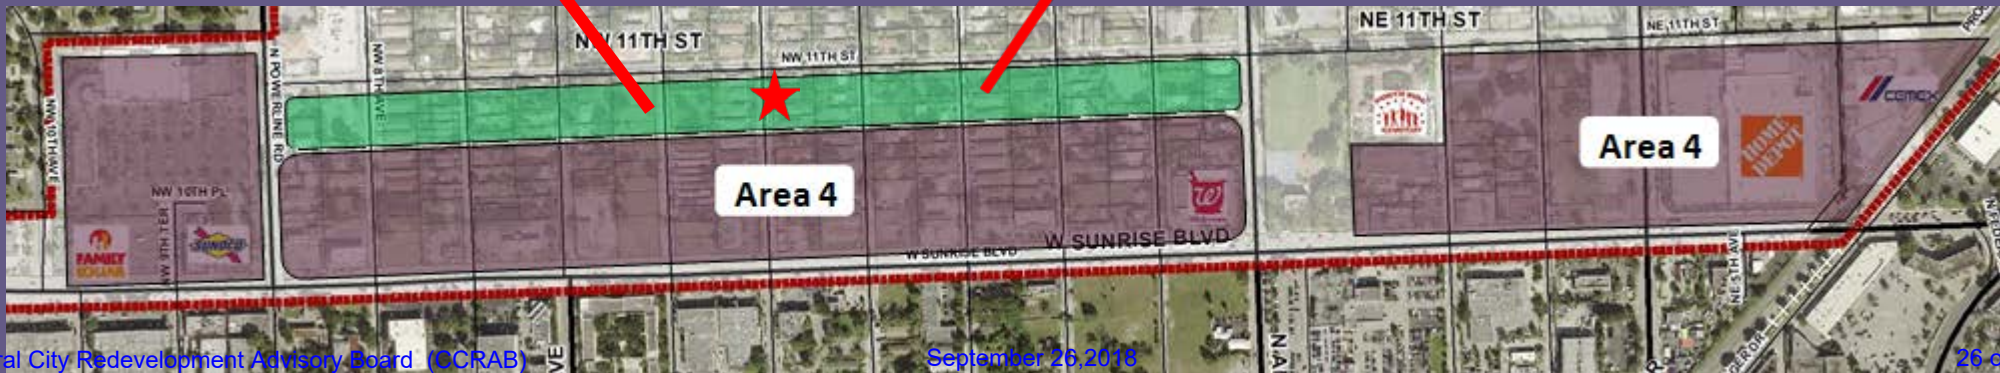 NE 11TH ST
NE 11TH ST
NW 11TH ST
NW 11TH ST
NW 10TH AVE
N POWERLINE RD
NW 8TH AVE
CEMEX
HOME DEPOT
Area 4
Area 4
NW 10TH PL
NW 9TH TER
FAMILY DOLLAR
SUNOCO
W SUNRISE BLVD
W SUNRISE BLVD
NE 5TH AVE
VE
N A
ral City Redevelopment Advisory Board (CCRAB)
September 26,2018
26 o